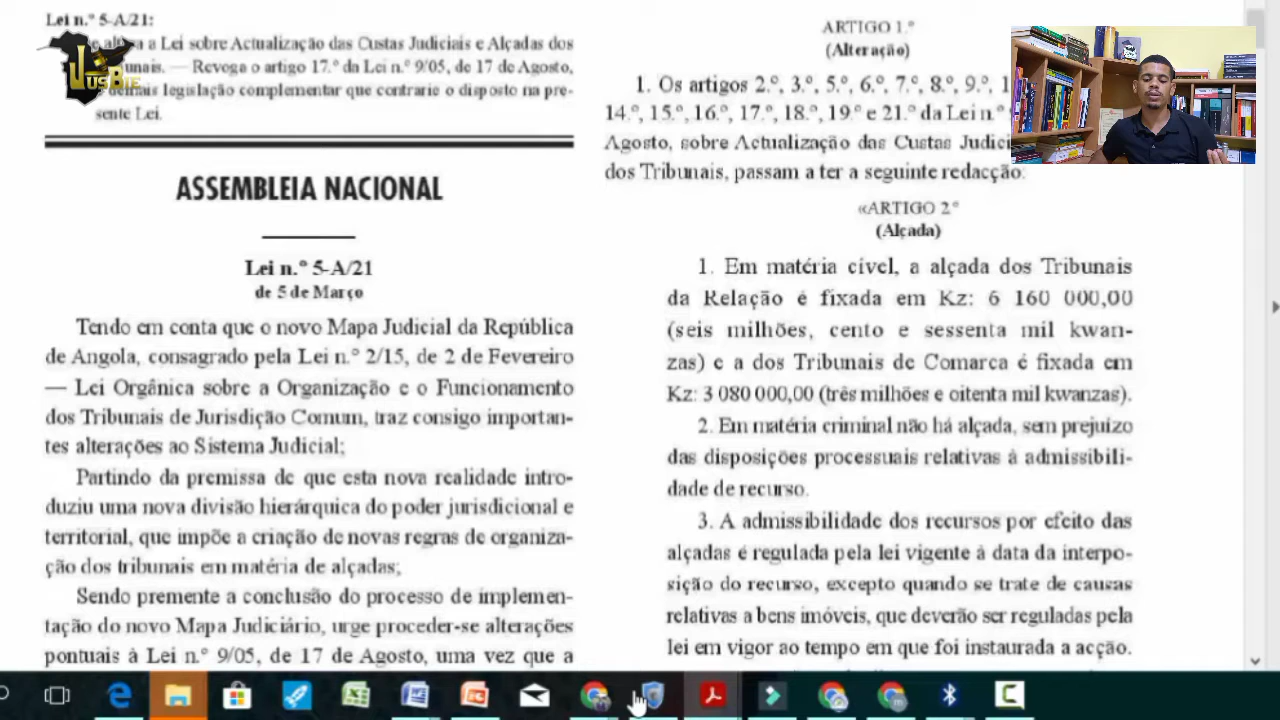 Lei n.º 5-A/21:
altera a Lei sobre Actualização das Custas Judiciais e Alçadas dos
— Revoga o artigo 17.º da Lei n.º 9/05, de 17 de Agosto,
legislação complementar que contrarie o disposto na pre-
sente Lei.
JusBie
ASSEMBLEIA NACIONAL
Lei n.º 5-A/21
de 5 de Março
Tendo em conta que o novo Mapa Judicial da República
de Angola, consagrado pela Lei n.º 2/15, de 2 de Fevereiro
— Lei Orgânica sobre a Organização e o Funcionamento
dos Tribunais de Jurisdição Comum, traz consigo importan-
tes alterações ao Sistema Judicial;
Partindo da premissa de que esta nova realidade intro-
duziu uma nova divisão hierárquica do poder jurisdicional e
territorial, que impõe a criação de novas regras de organiza-
ção dos tribunais em matéria de alçadas;
Sendo premente a conclusão do processo de implemen-
tação do novo Mapa Judiciário, urge proceder-se alterações
pontuais à Lei n.º 9/05, de 17 de Agosto, uma vez que a
ARTIGO 1.º
(Alteração)
1. Os artigos 2.º, 3.º, 5.º, 6.º, 7.º, 8.º, 9.º, 1
14.º, 15.º, 16.º, 17.º, 18.º, 19.º e 21.º da Lei n.º
Agosto, sobre Actualização das Custas Judici
dos Tribunais, passam a ter a seguinte redacção:
«ARTIGO 2.º
(Alçada)
1. Em matéria cível, a alçada dos Tribunais
da Relação é fixada em Kz: 6 160 000,00
(seis milhões, cento e sessenta mil kwan-
zas) e a dos Tribunais de Comarca é fixada em
Kz: 3 080 000,00 (três milhões e oitenta mil kwanzas).
2. Em matéria criminal não há alçada, sem prejuízo
das disposições processuais relativas à admissibili-
dade de recurso.
3. A admissibilidade dos recursos por efeito das
alçadas é regulada pela lei vigente à data da interpo-
sição do recurso, excepto quando se trate de causas
relativas a bens imóveis, que deverão ser reguladas pela
lei em vigor ao tempo em que foi instaurada a acção.